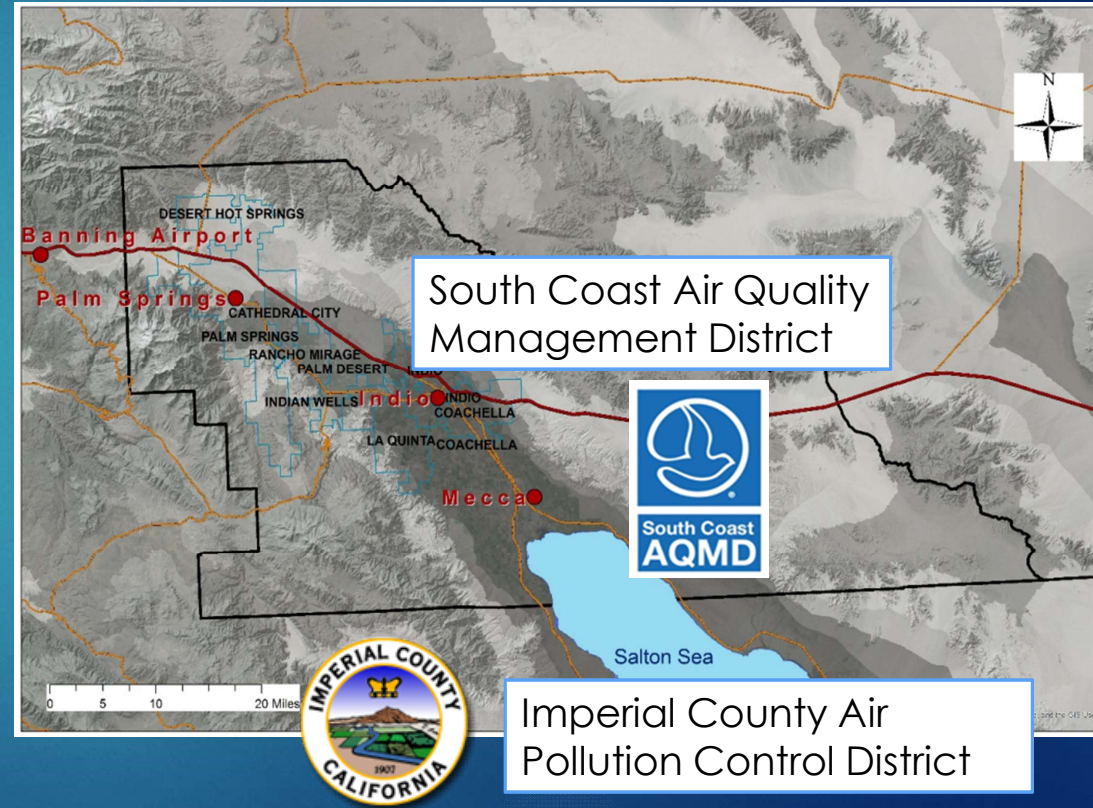 N
DESERT HOT SPRINGS
Banning Airport
South Coast Air Quality
Management District
Palm Springs
CATHEDRAL CITY
PALM SPRINGS
RANCHO MIRAGE
PALM DESERT
INDIO
INDIAN WELLS
Indio
INDIO
COACHELLA
LA QUINTA
COACHELLA
Mecca
South Coast
AQMD
Salton Sea
0 5 10 20 Miles
IMPERIAL COUNTY
1907
CALIFORNIA
Imperial County Air
Pollution Control District